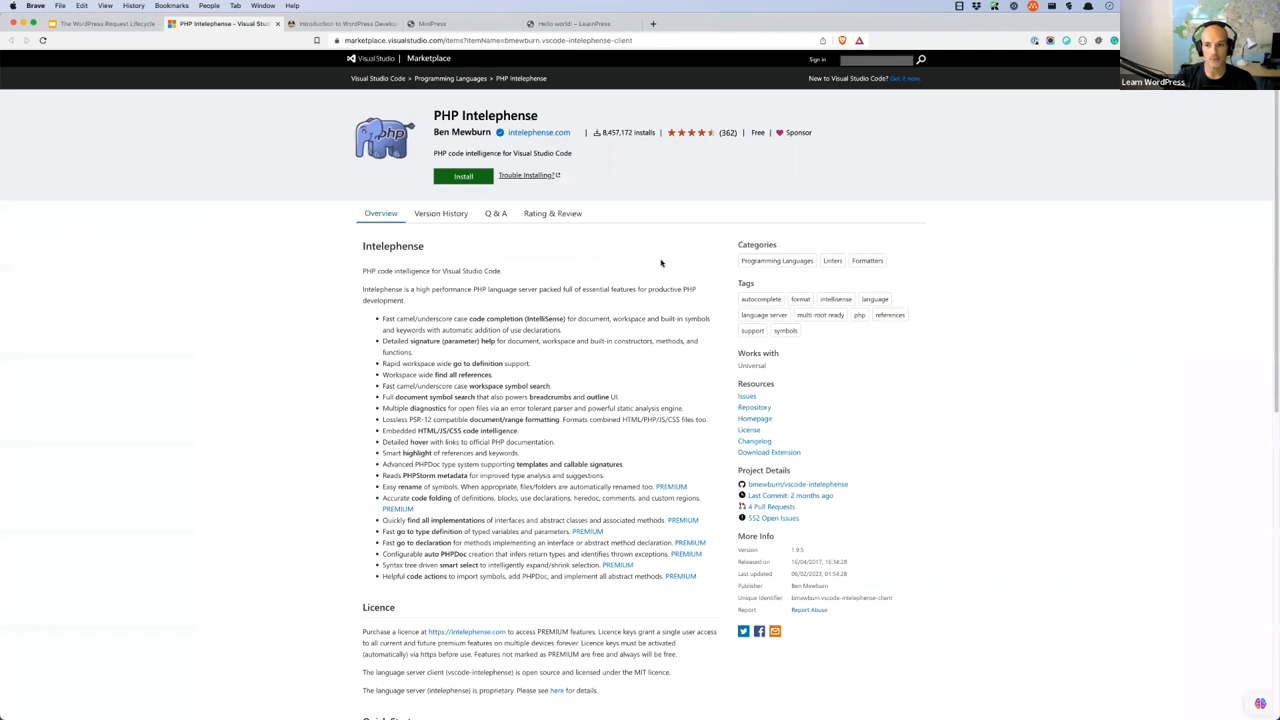 Brave File Edit View History Bookmarks People Tab Window Help
The WordPress Request Lifecycle - PHP Intelephense - Visual Stud Introduction to WordPress Develop MiniPress Hello world! – LearnPress
marketplace.visualstudio.com/items?itemName=bmewburn.vscode-intelephense-client
Visual Studio | Marketplace Sign in
Visual Studio Code > Programming Languages > PHP Intelephense New to Visual Studio Code? Get it now.
Learn WordPress
php
PHP Intelephense
Ben Mewburn intelephense.com | 8,457,172 installs | (362) | Free | Sponsor
PHP code intelligence for Visual Studio Code
Install Trouble Installing?
Overview Version History Q & A Rating & Review
Intelephense
PHP code intelligence for Visual Studio Code.
Intelephense is a high performance PHP language server packed full of essential features for productive PHP
development.
• Fast camel/underscore case code completion (IntelliSense) for document, workspace and built-in symbols
and keywords with automatic addition of use declarations.
• Detailed signature (parameter) help for document, workspace and built-in constructors, methods, and
functions.
• Rapid workspace wide go to definition support.
• Workspace wide find all references.
• Fast camel/underscore case workspace symbol search.
• Full document symbol search that also powers breadcrumbs and outline UI.
• Multiple diagnostics for open files via an error tolerant parser and powerful static analysis engine.
• Lossless PSR-12 compatible document/range formatting. Formats combined HTML/PHP/JS/CSS files too.
• Embedded HTML/JS/CSS code intelligence.
• Detailed hover with links to official PHP documentation.
• Smart highlight of references and keywords.
• Advanced PHPDoc type system supporting templates and callable signatures.
• Reads PHPStorm metadata for improved type analysis and suggestions.
• Easy rename of symbols. When appropriate, files/folders are automatically renamed too. PREMIUM
• Accurate code folding of definitions, blocks, use declarations, heredoc, comments, and custom regions.
PREMIUM
• Quickly find all implementations of interfaces and abstract classes and associated methods. PREMIUM
• Fast go to type definition of typed variables and parameters. PREMIUM
• Fast go to declaration for methods implementing an interface or abstract method declaration. PREMIUM
• Configurable auto PHPDoc creation that infers return types and identifies thrown exceptions. PREMIUM
• Syntax tree driven smart select to intelligently expand/shrink selection. PREMIUM
• Helpful code actions to import symbols, add PHPDoc, and implement all abstract methods. PREMIUM
Licence
Purchase a licence at https://intelephense.com to access PREMIUM features. Licence keys grant a single user access
to all current and future premium features on multiple devices forever. Licence keys must be activated
(automatically) via https before use. Features not marked as PREMIUM are free and always will be free.
The language server client (vscode-intelephense) is open source and licensed under the MIT licence.
The language server (intelephense) is proprietary. Please see here for details.
Categories
Programming Languages Linters Formatters
Tags
autocomplete format intellisense language
language server multi-root ready php references
support symbols
Works with
Universal
Resources
Issues
Repository
Homepage
License
Changelog
Download Extension
Project Details
bmewburn/vscode-intelephense
Last Commit: 2 months ago
4 Pull Requests
552 Open Issues
More Info
Version 1.9.5
Released on 16/04/2017, 16:34:28
Last updated 06/02/2023, 01:54:28
Publisher Ben Mewburn
Unique Identifier bmewburn.vscode-intelephense-client
Report Report Abuse